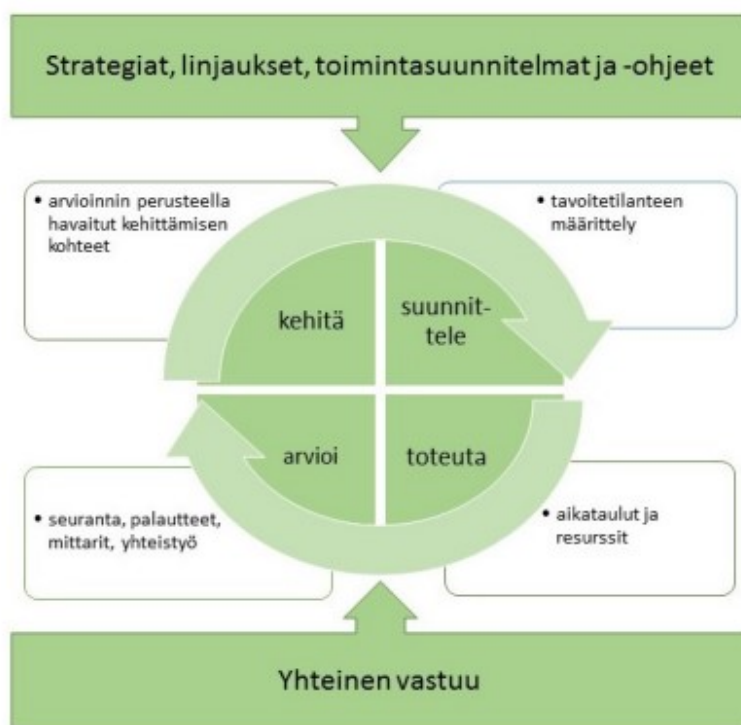 Strategiat, linjaukset, toimintasuunnitelmat ja -ohjeet
• arvioinnin perusteella
havaitut kehittämisen
kohteet
• tavoitetilanteen
määrittely
kehitä
suunnit-
tele
arvioi
toteuta
• seuranta, palautteet,
mittarit, yhteistyö
• aikataulut ja
resurssit
Yhteinen vastuu